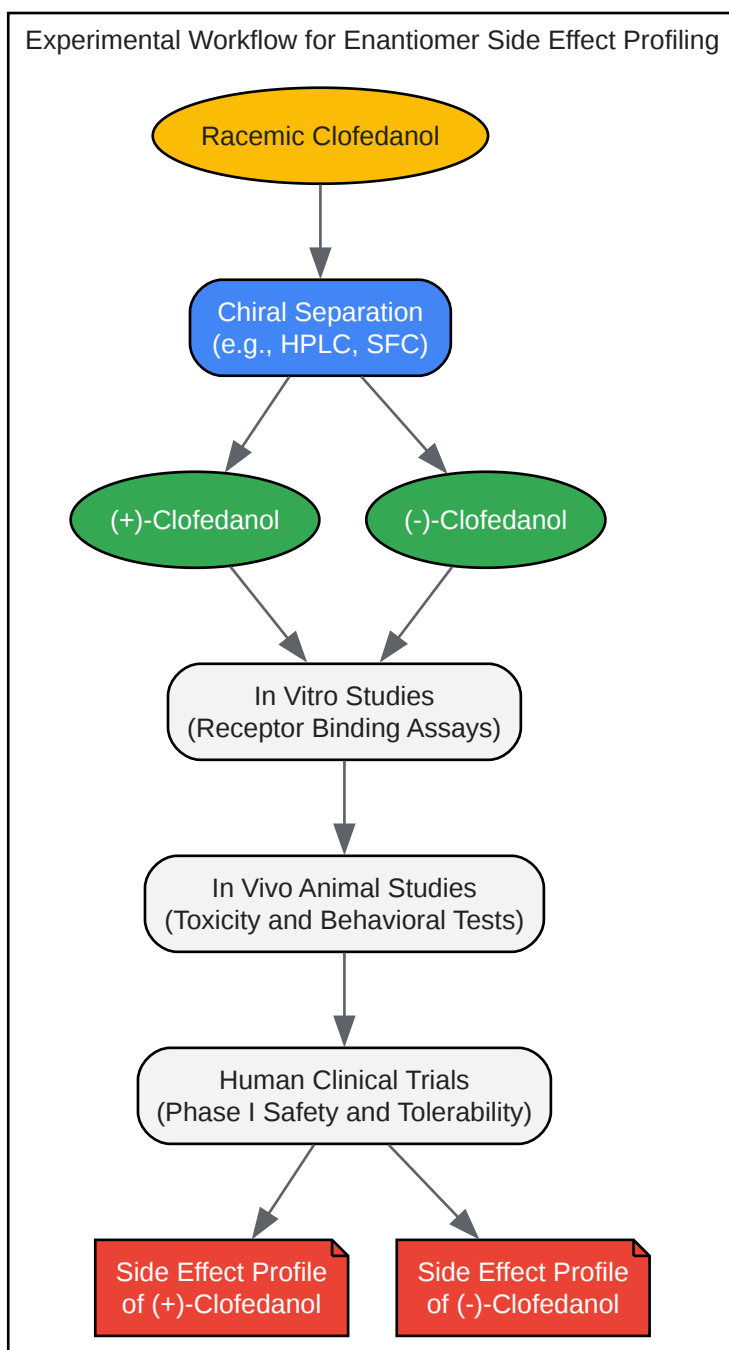 Experimental Workflow for Enantiomer Side Effect Profiling
Racemic Clofedanol
Chiral Separation
(e.g., HPLC, SFC)
(+)-Clofedanol
(-)-Clofedanol
In Vitro Studies
(Receptor Binding Assays)
In Vivo Animal Studies
(Toxicity and Behavioral Tests)
Human Clinical Trials
(Phase I Safety and Tolerability)
Side Effect Profile
of (+)-Clofedanol
Side Effect Profile
of (-)-Clofedanol